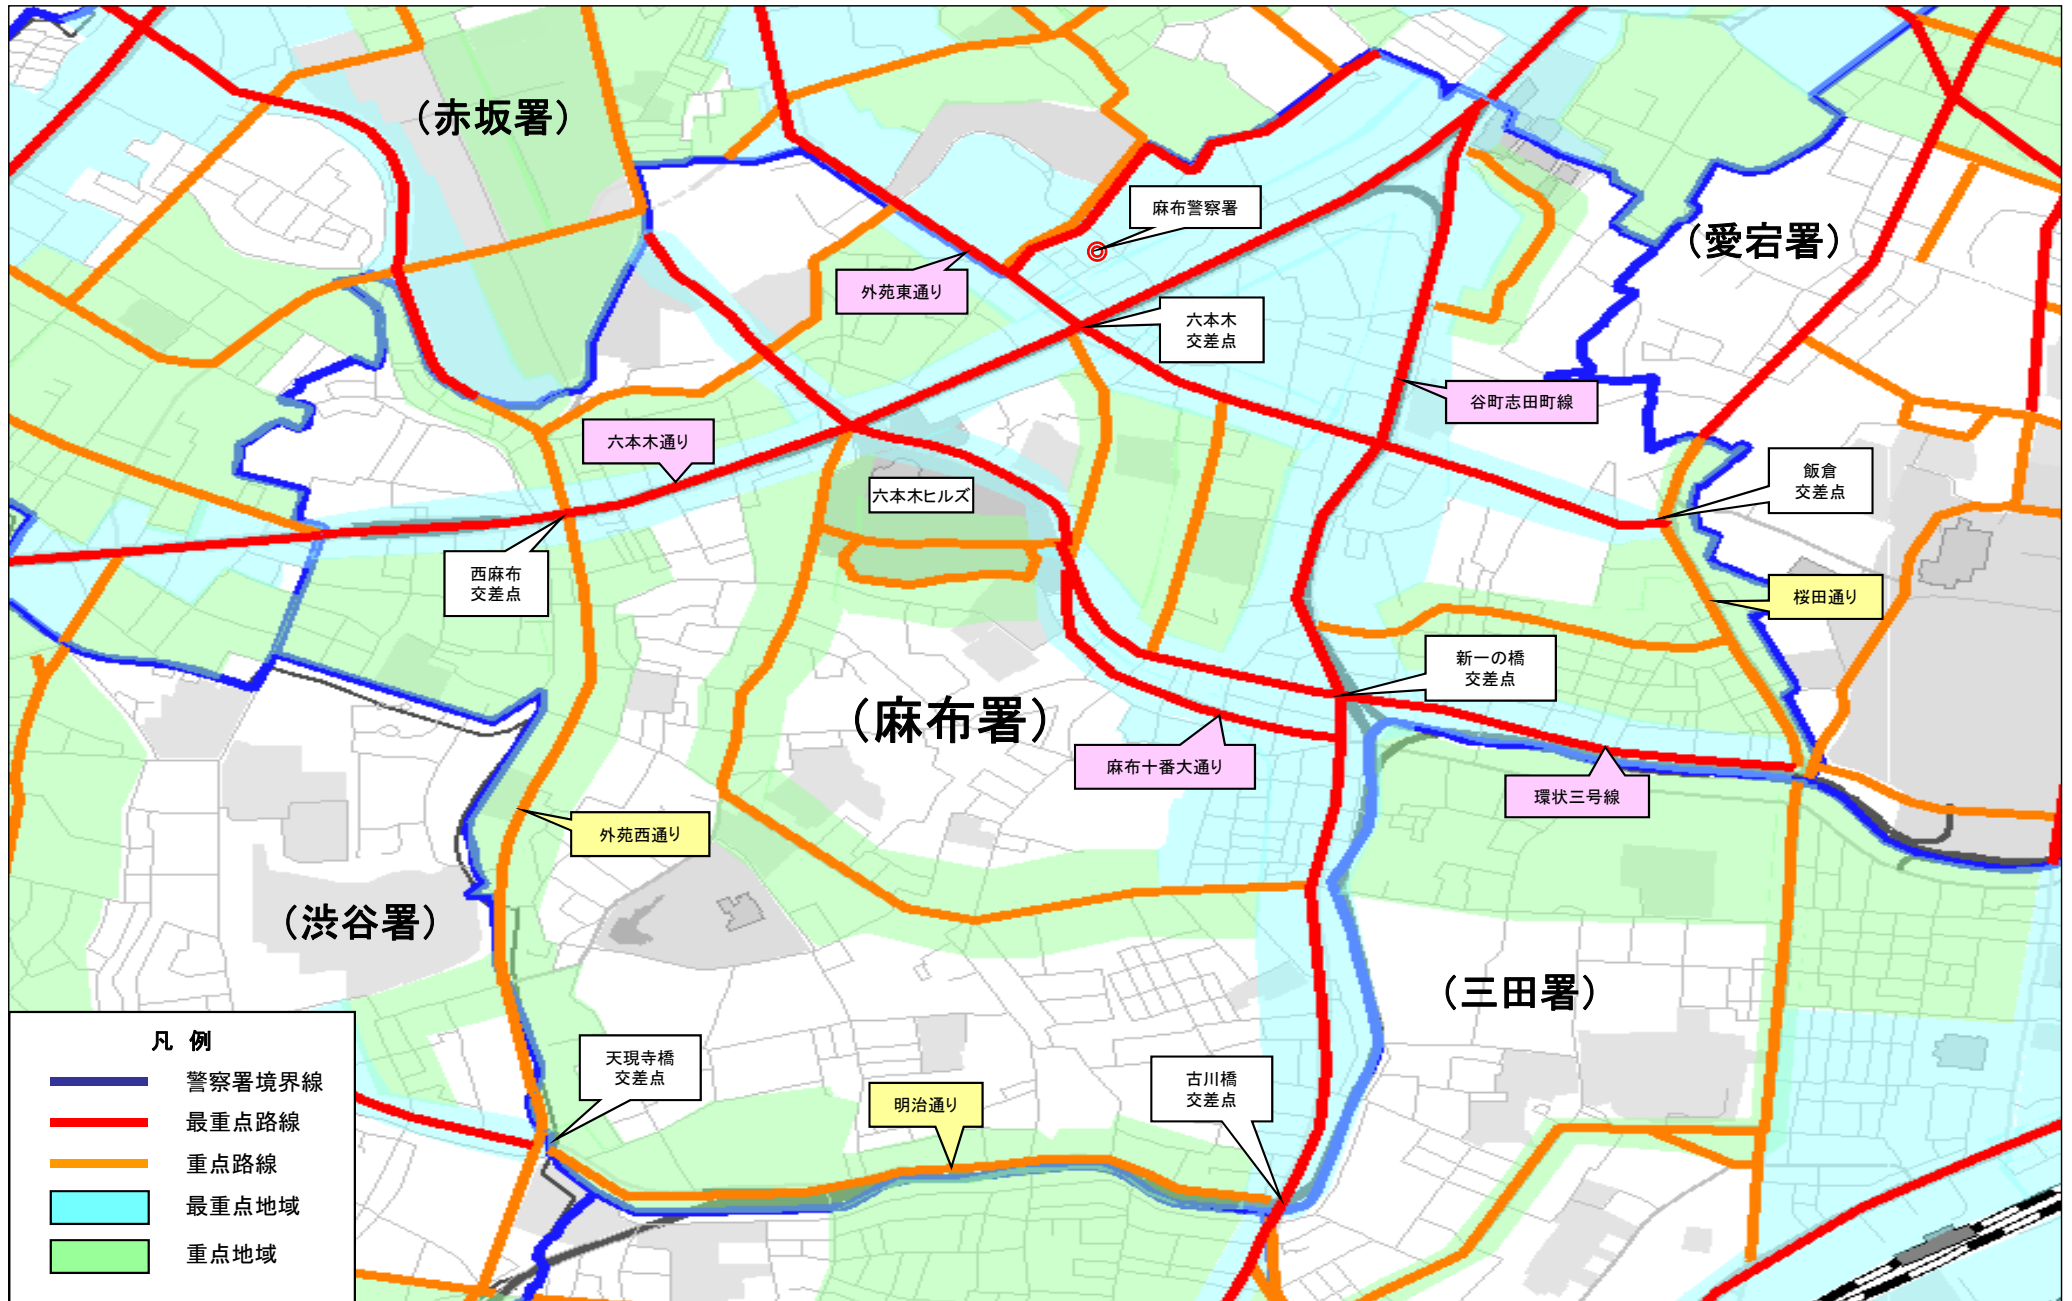 （赤坂署）
麻布警察署
（愛宕署）
外苑東通り
六本木
交差点
谷町志田町線
六本木通り
六本木ヒルズ
飯倉
交差点
西麻布
交差点
桜田通り
新一の橋
交差点
（麻布署）
麻布十番大通り
環状三号線
外苑西通り
（渋谷署）
（三田署）
天現寺橋
交差点
古川橋
交差点
明治通り
凡 例
警察署境界線
最重点路線
重点路線
最重点地域
重点地域